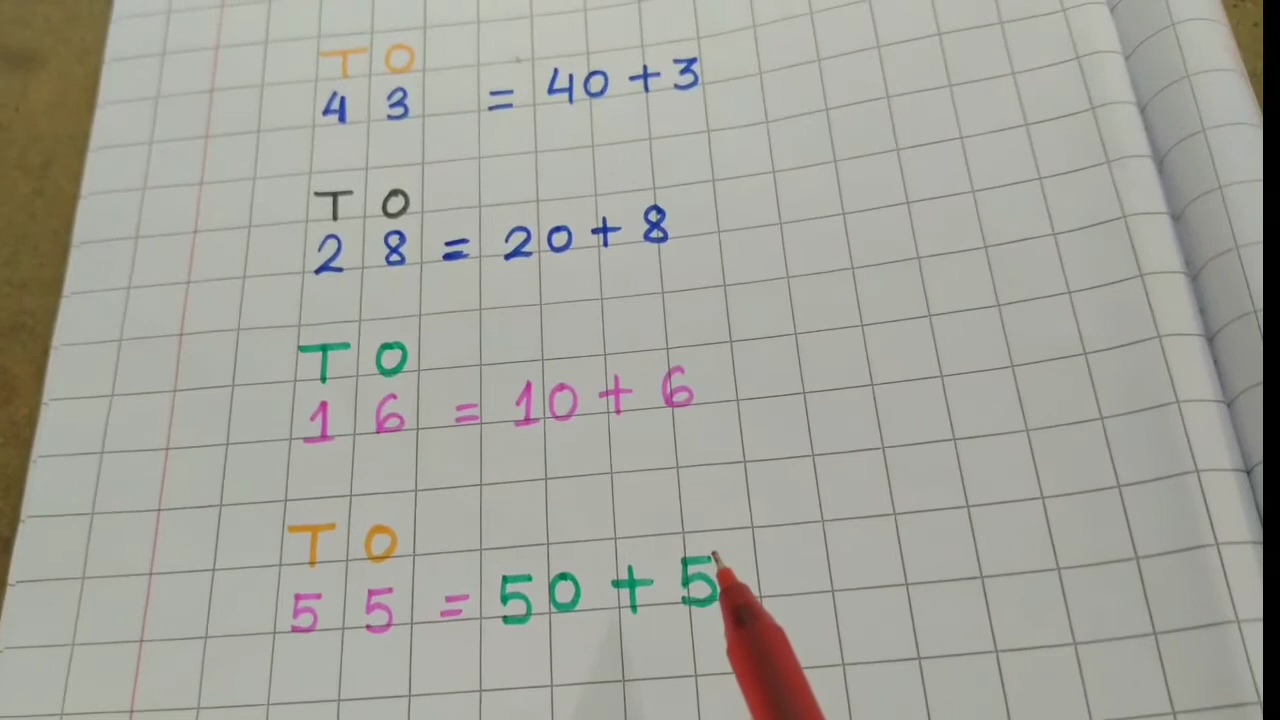 T O
4 3 = 40 + 3
T O
2 8 = 20 + 8
T O
1 6 = 10 + 6
T O
5 5 = 50 + 5